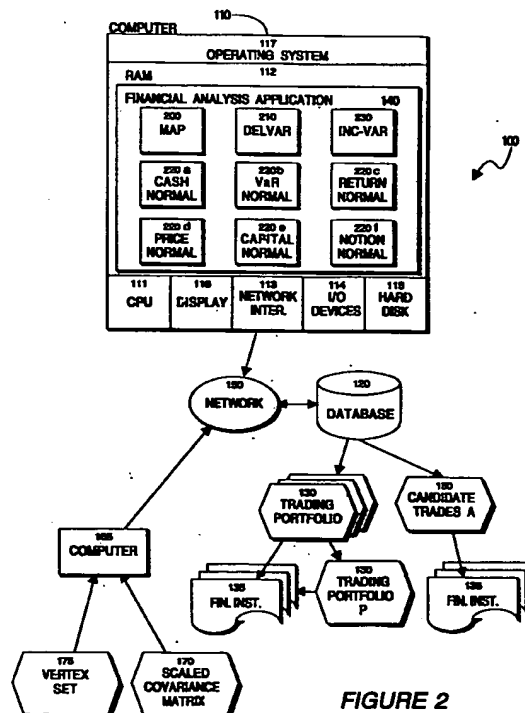 110
COMPUTER
117
OPERATING SYSTEM
RAM 112
FINANCIAL ANALYSIS APPLICATION 140
200 210 230
MAP DELVAR INC-VAR
220 a 220b 220 c
CASH VaR RETURN
NORMAL NORMAL NORMAL
220 d 220 e 220 f
PRICE CAPITAL NOTION
NORMAL NORMAL NORMAL
100
111 116 113 114 115
CPU DISPLAY NETWORK I/O HARD
INTER. DEVICES DISK
190 120
NETWORK DATABASE
130 150
TRADING CANDIDATE
PORTFOLIO TRADES A
165
COMPUTER
135 130 135
FIN. INST. TRADING FIN. INST.
PORTFOLIO
P
175 170
VERTEX SCALED
SET COVARIANCE
MATRIX
FIGURE 2